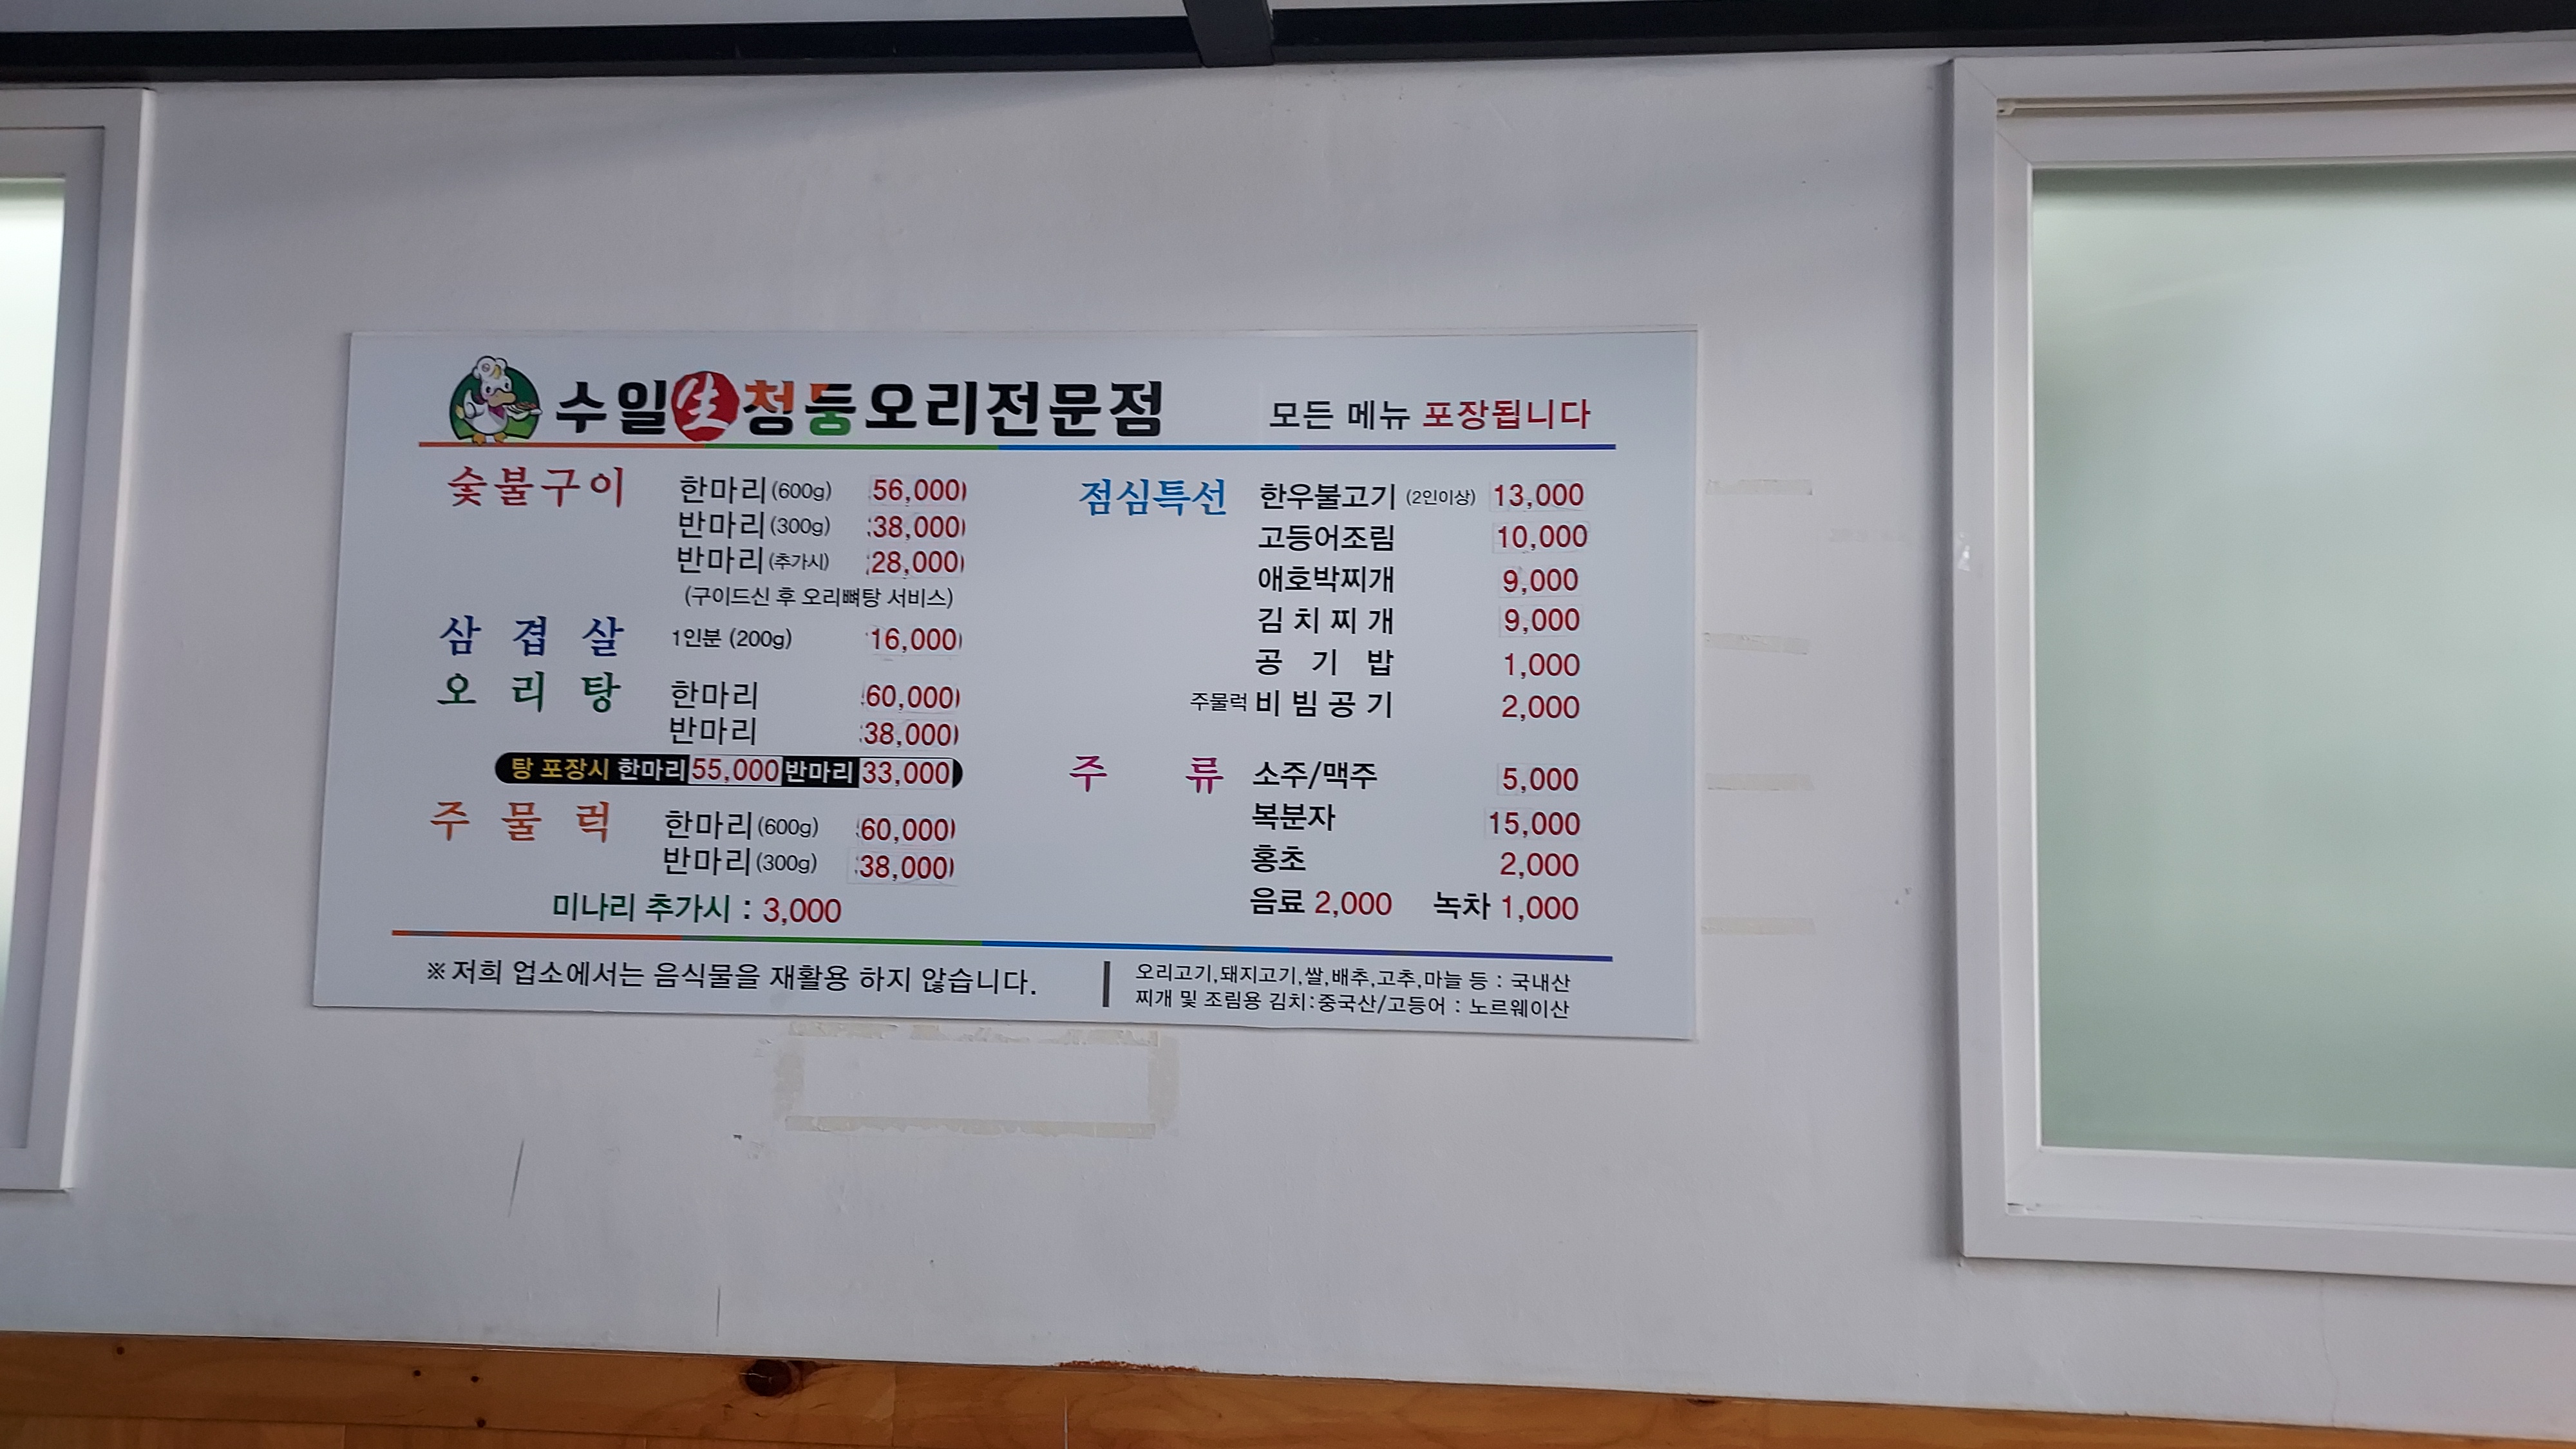 수일生청둥오리전문점
모든 메뉴 포장됩니다
숯불구이 한마리(600g) 56,000
반마리(300g) 38,000
반마리(추가시) 28,000
(구이드신 후 오리뼈탕 서비스)
삼겹살 1인분 (200g) 16,000
오리탕 한마리 60,000
반마리 38,000
탕 포장시 한마리 55,000 반마리 33,000
주물럭 한마리(600g) 60,000
반마리(300g) 38,000
미나리 추가시 : 3,000
점심특선 한우불고기 (2인이상) 13,000
고등어조림 10,000
애호박찌개 9,000
김치찌개 9,000
공기밥 1,000
주물럭 비빔공기 2,000
주류 소주/맥주 5,000
복분자 15,000
홍초 2,000
음료 2,000 녹차 1,000
※저희 업소에서는 음식물을 재활용 하지 않습니다.
오리고기,돼지고기,쌀,배추,고추,마늘 등 : 국내산
찌개 및 조림용 김치:중국산/고등어 : 노르웨이산